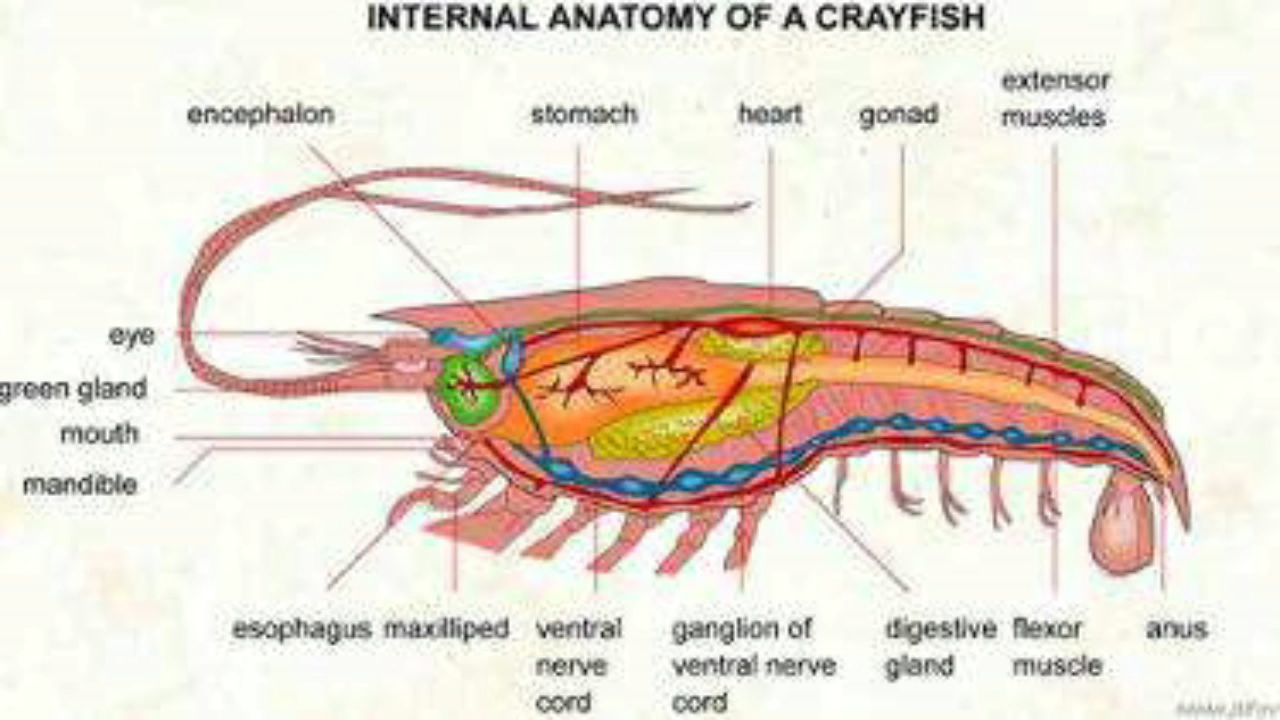 INTERNAL ANATOMY OF A CRAYFISH
extensor
encephalon stomach heart gonad muscles
eye
green gland
mouth
mandible
esophagus maxilliped ventral ganglion of digestive flexor anus
nerve ventral nerve gland muscle
cord cord